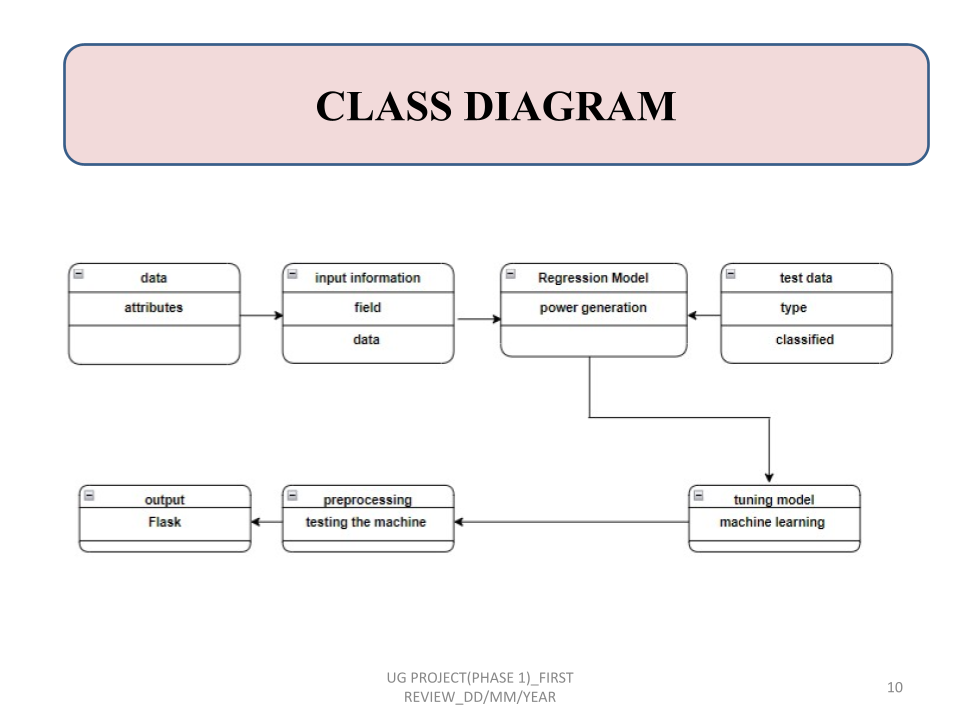 CLASS DIAGRAM
data
attributes
input information
field
data
Regression Model
power generation
test data
type
classified
output
Flask
preprocessing
testing the machine
tuning model
machine learning
UG PROJECT(PHASE 1)_FIRST
REVIEW_DD/MM/YEAR
10